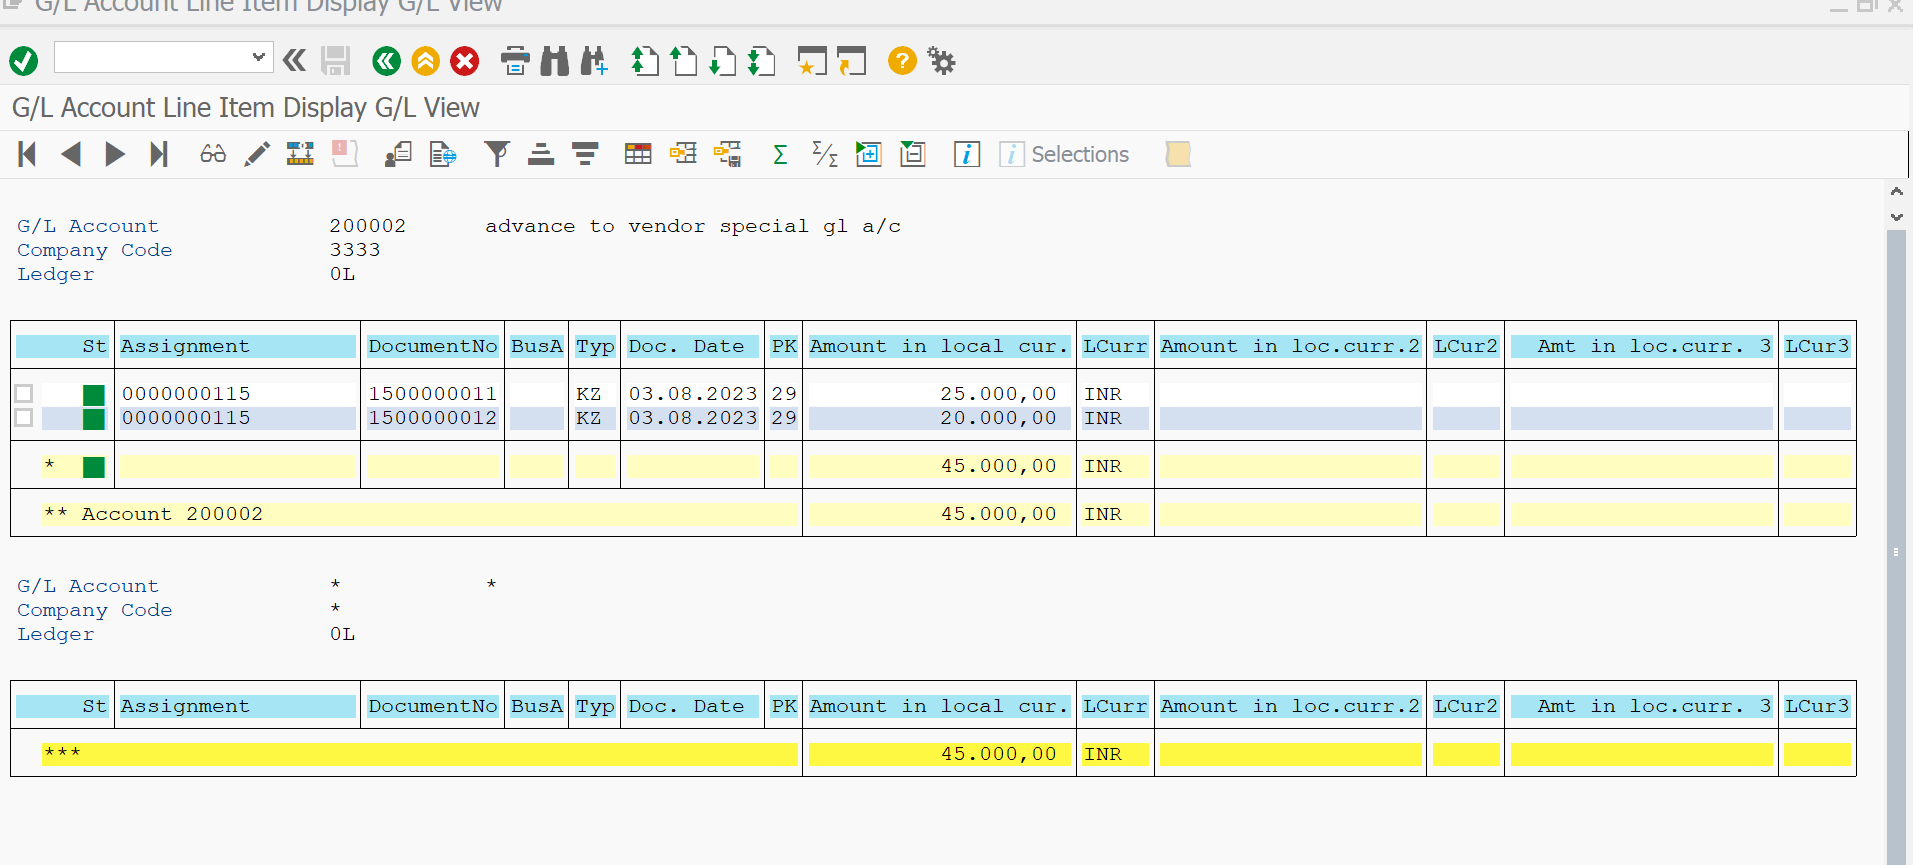 G/L Account Line Item Display G/L View
G/L Account Line Item Display G/L View
Selections
G/L Account 200002 advance to vendor special gl a/c
Company Code 3333
Ledger 0L
St Assignment DocumentNo BusA Typ Doc. Date PK Amount in local cur. LCurr Amount in loc.curr.2 LCur2 Amt in loc.curr. 3 LCur3
0000000115 1500000011 KZ 03.08.2023 29 25.000,00 INR
0000000115 1500000012 KZ 03.08.2023 29 20.000,00 INR
* 45.000,00 INR
** Account 200002 45.000,00 INR
G/L Account * *
Company Code *
Ledger 0L
St Assignment DocumentNo BusA Typ Doc. Date PK Amount in local cur. LCurr Amount in loc.curr.2 LCur2 Amt in loc.curr. 3 LCur3
*** 45.000,00 INR